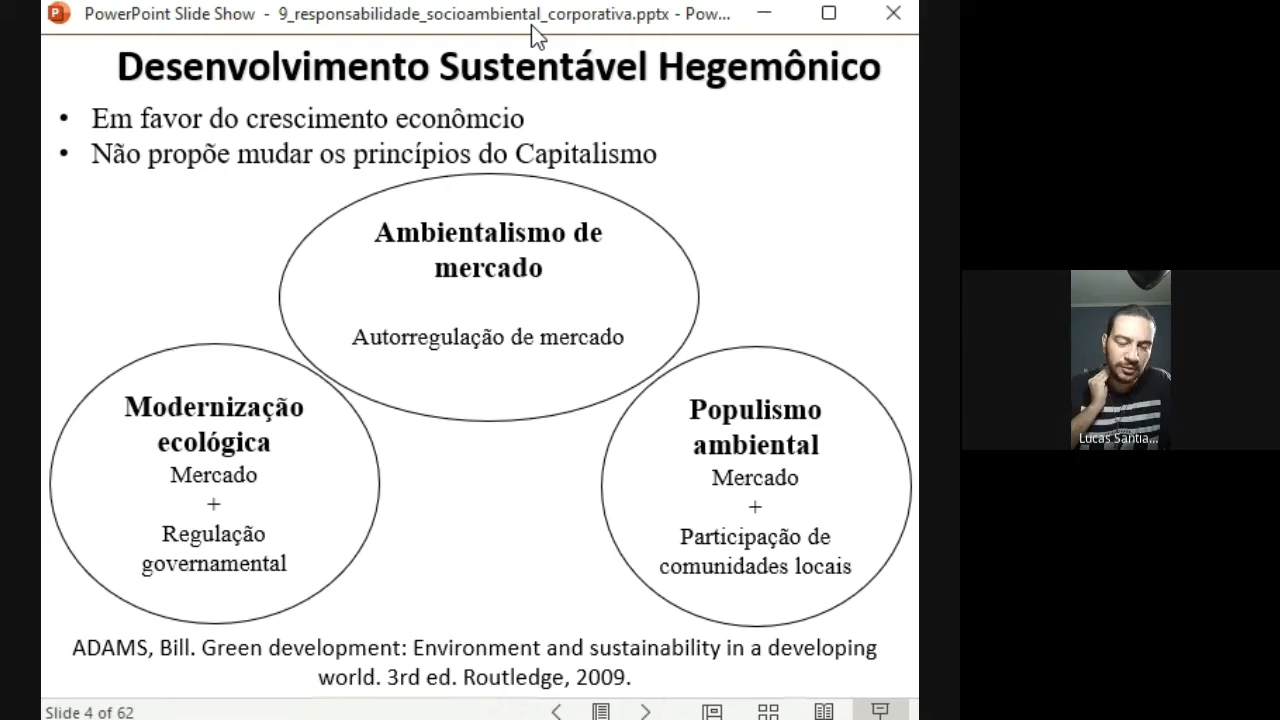 PowerPoint Slide Show - 9_responsabilidade_socioambiental_corporativa.pptx - Pow...
Desenvolvimento Sustentável Hegemônico
• Em favor do crescimento econômcio
• Não propõe mudar os princípios do Capitalismo
Ambientalismo de
mercado
Autorregulação de mercado
Modernização
ecológica
Mercado
+
Regulação
governamental
Populismo
ambiental
Mercado
+
Participação de
comunidades locais
ADAMS, Bill. Green development: Environment and sustainability in a developing
world. 3rd ed. Routledge, 2009.
Slide 4 of 62
Lucas Santia...